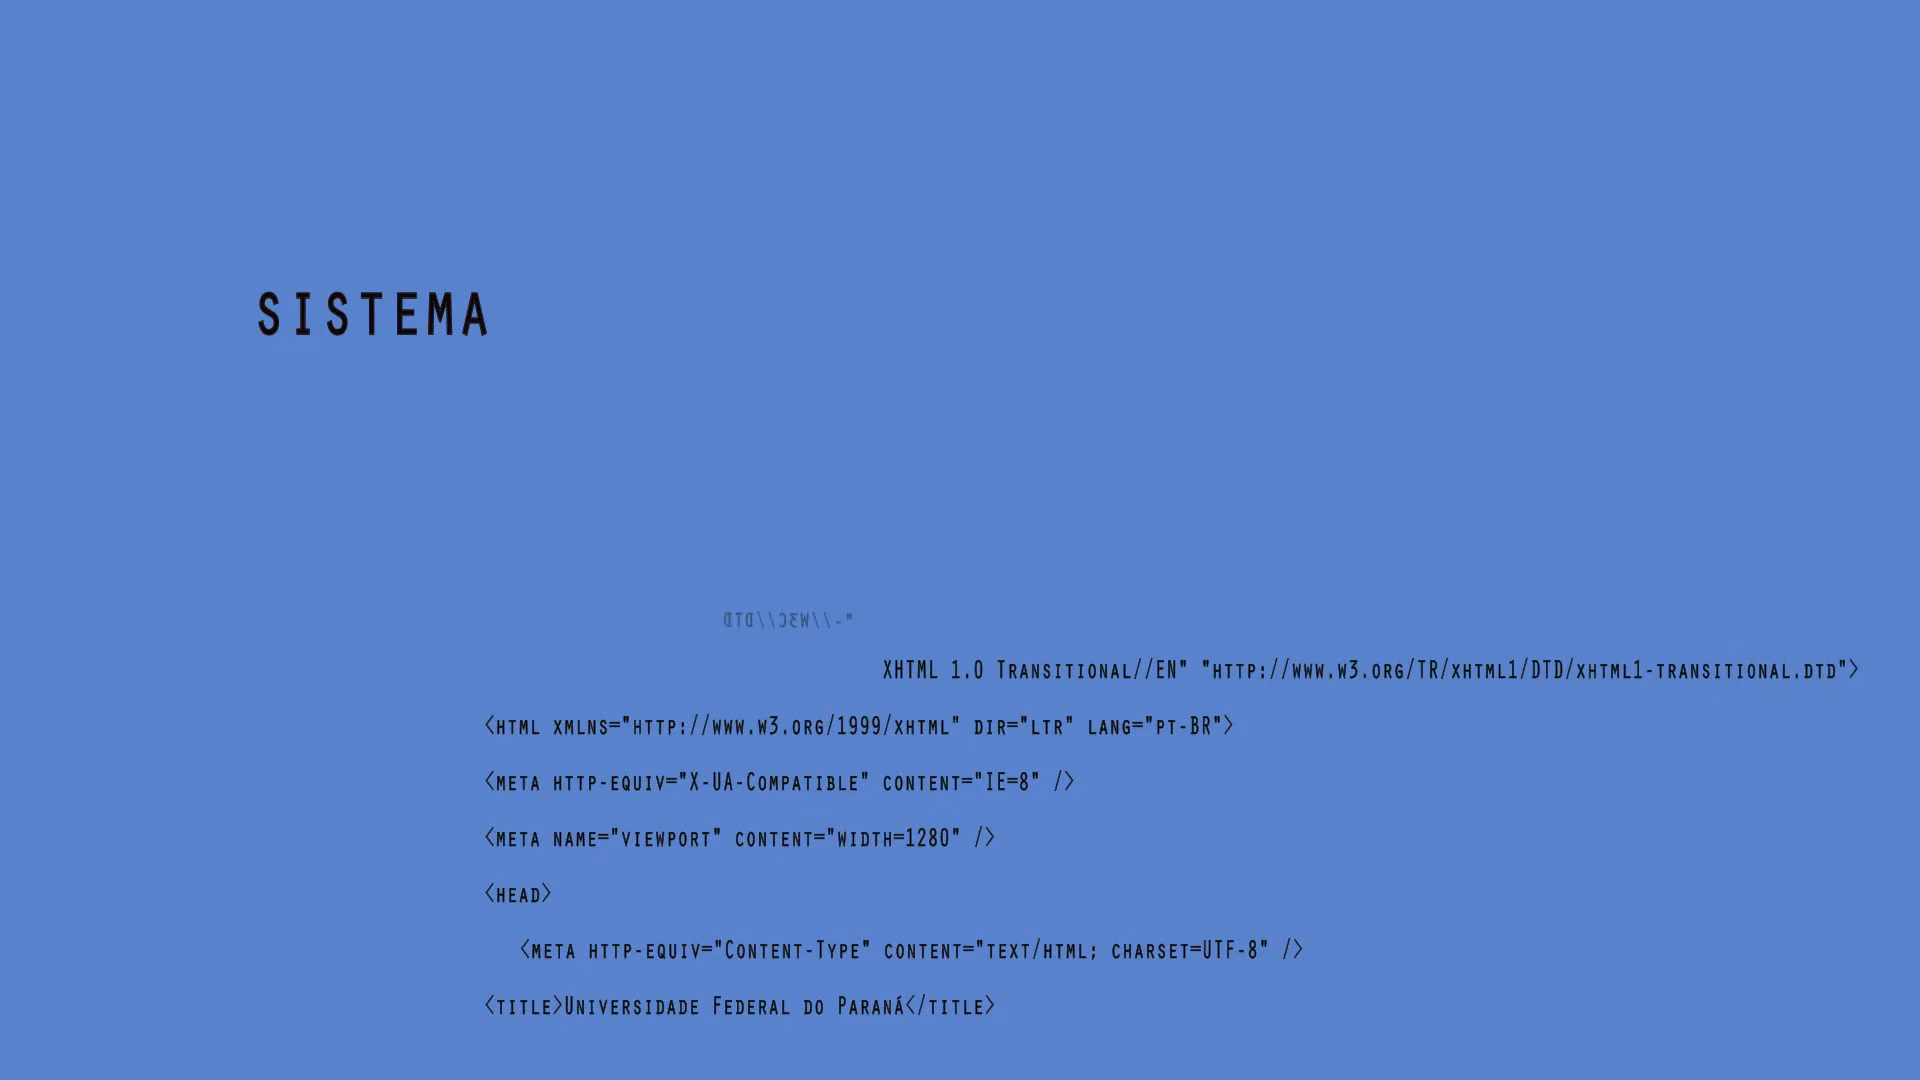 SISTEMA
"-//W3C//DTD
XHTML 1.0 Transitional//EN" "http://www.w3.org/TR/xhtml1/DTD/xhtml1-transitional.dtd">
<html xmlns="http://www.w3.org/1999/xhtml" dir="ltr" lang="pt-BR">
<meta http-equiv="X-UA-Compatible" content="IE=8" />
<meta name="viewport" content="width=1280" />
<head>
<meta http-equiv="Content-Type" content="text/html; charset=UTF-8" />
<title>Universidade Federal do Paraná</title>